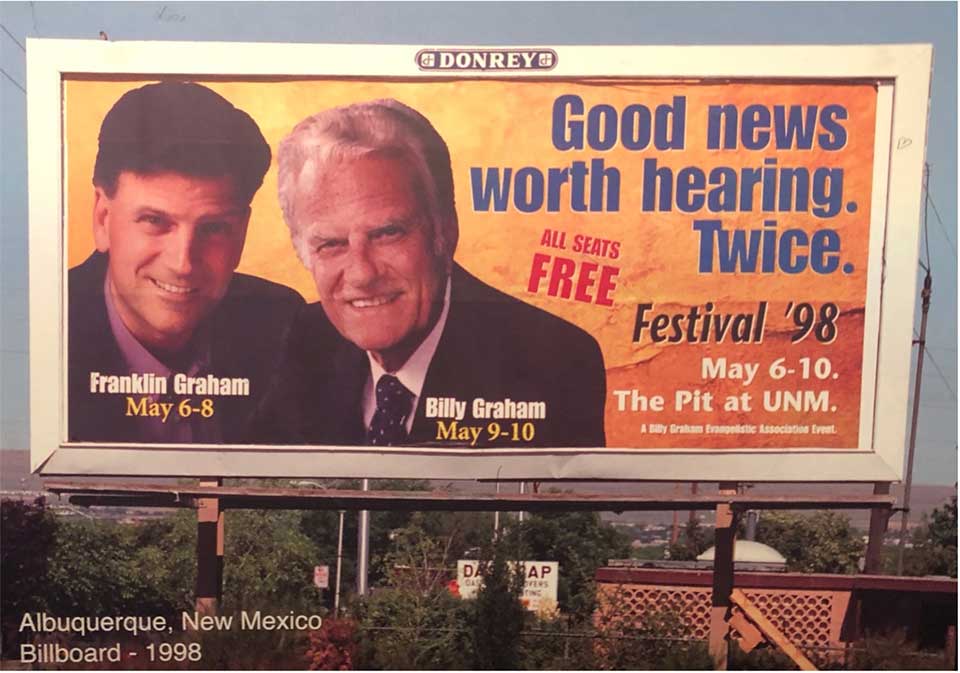 DONREY
Good news
worth hearing.
Twice.
ALL SEATS
FREE
Festival '98
May 6-10.
The Pit at UNM.
A Billy Graham Evangelistic Association Event.
Franklin Graham
May 6-8
Billy Graham
May 9-10
Albuquerque, New Mexico
Billboard - 1998